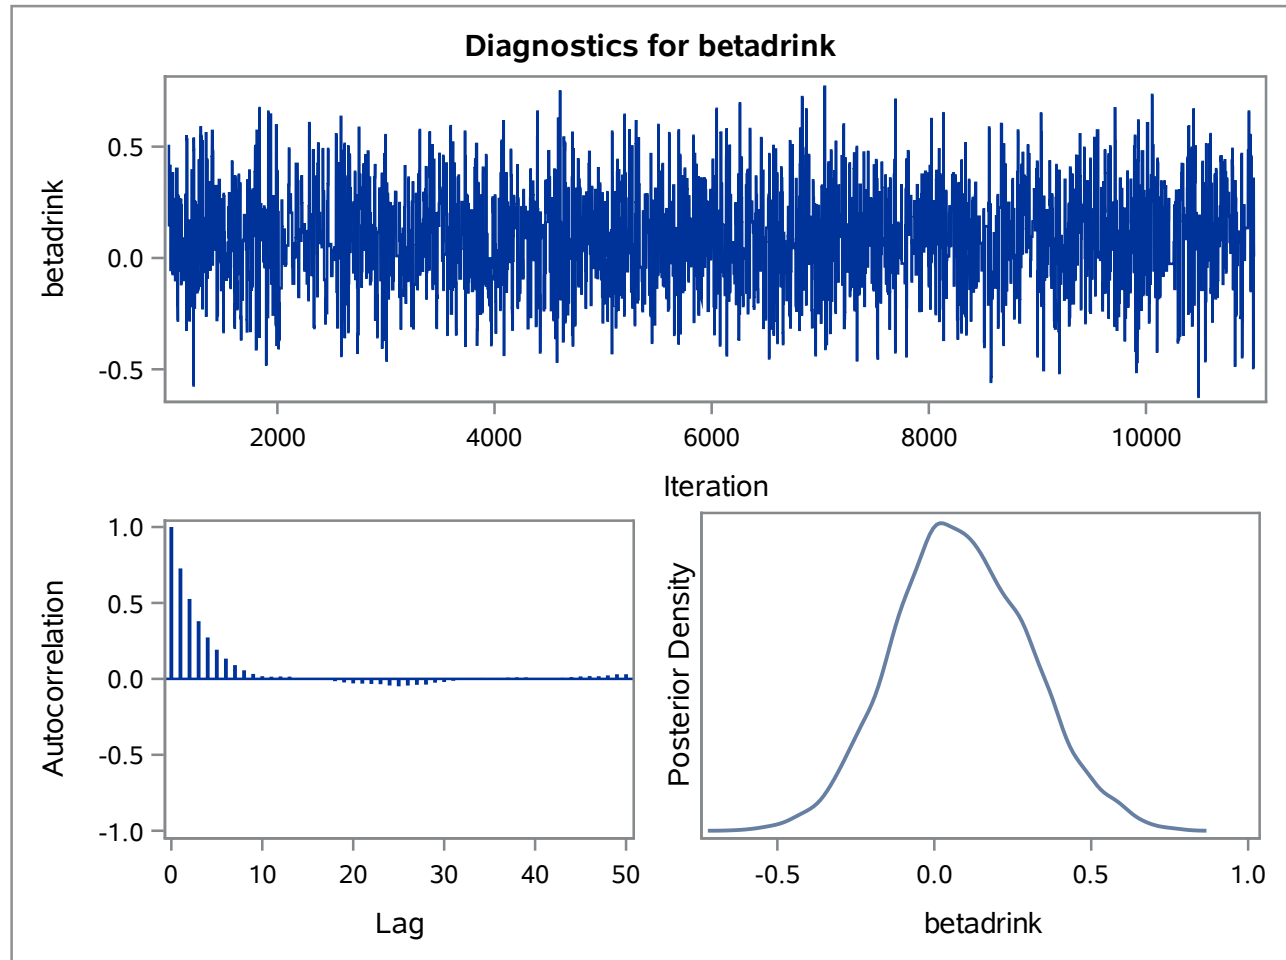 Diagnostics for betadrink
betadrink
0.5
0.0
-0.5
2000 4000 6000 8000 10000
Iteration
Autocorrelation
1.0
0.5
0.0
-0.5
-1.0
0 10 20 30 40 50
Lag
Posterior Density
-0.5 0.0 0.5 1.0
betadrink